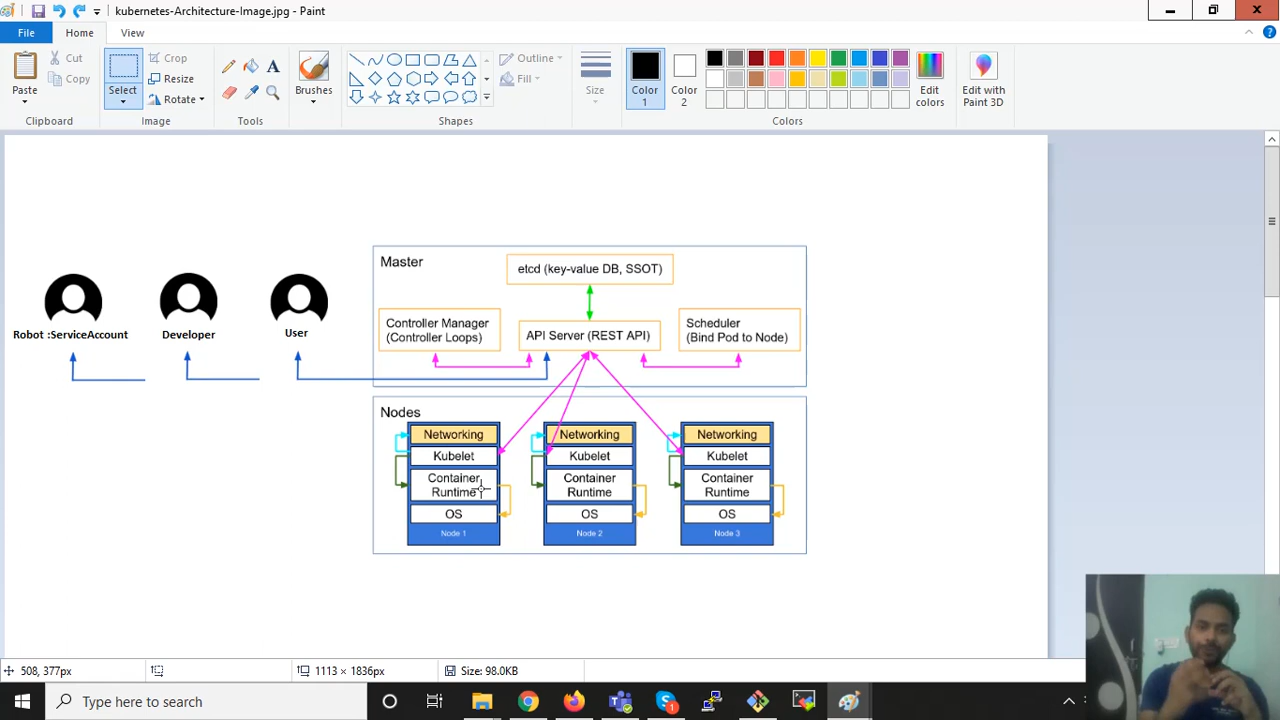 kubernetes-Architecture-Image.jpg - Paint
File
Home
View
Paste
Cut
Copy
Clipboard
Select
Crop
Resize
Rotate
Image
A
Tools
Brushes
Outline
Fill
Shapes
Size
Color
1
Color
2
Edit
colors
Edit with
Paint 3D
Colors
Master
etcd (key-value DB, SSOT)
Controller Manager
(Controller Loops)
API Server (REST API)
Scheduler
(Bind Pod to Node)
Robot :ServiceAccount
Developer
User
Nodes
Networking
Kubelet
Container
Runtime
OS
Node 1
Networking
Kubelet
Container
Runtime
OS
Node 2
Networking
Kubelet
Container
Runtime
OS
Node 3
508, 377px
1113 × 1836px
Size: 98.0KB
Type here to search